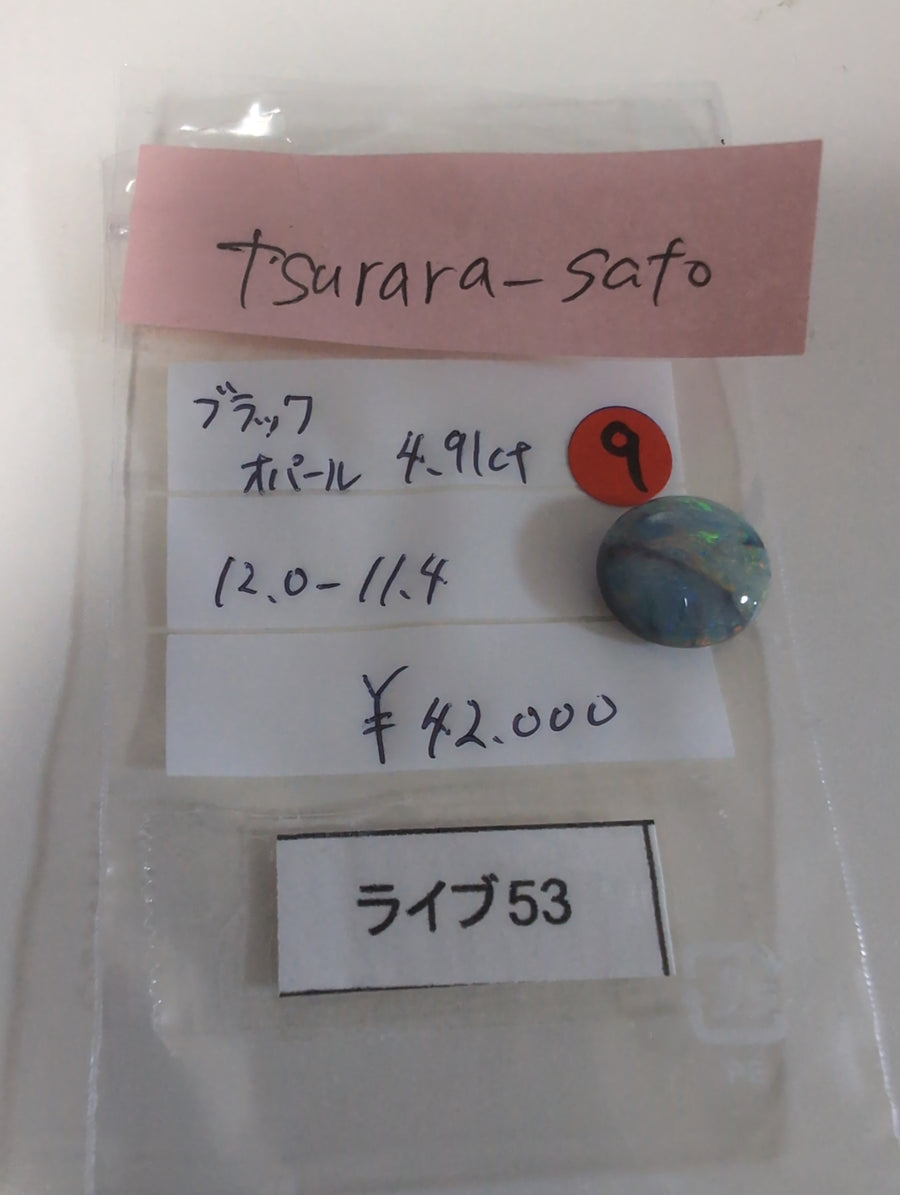 tsurara-sato
ブラック
オパール 4.91ct
9
12.0-11.4
¥42.000
ライブ53